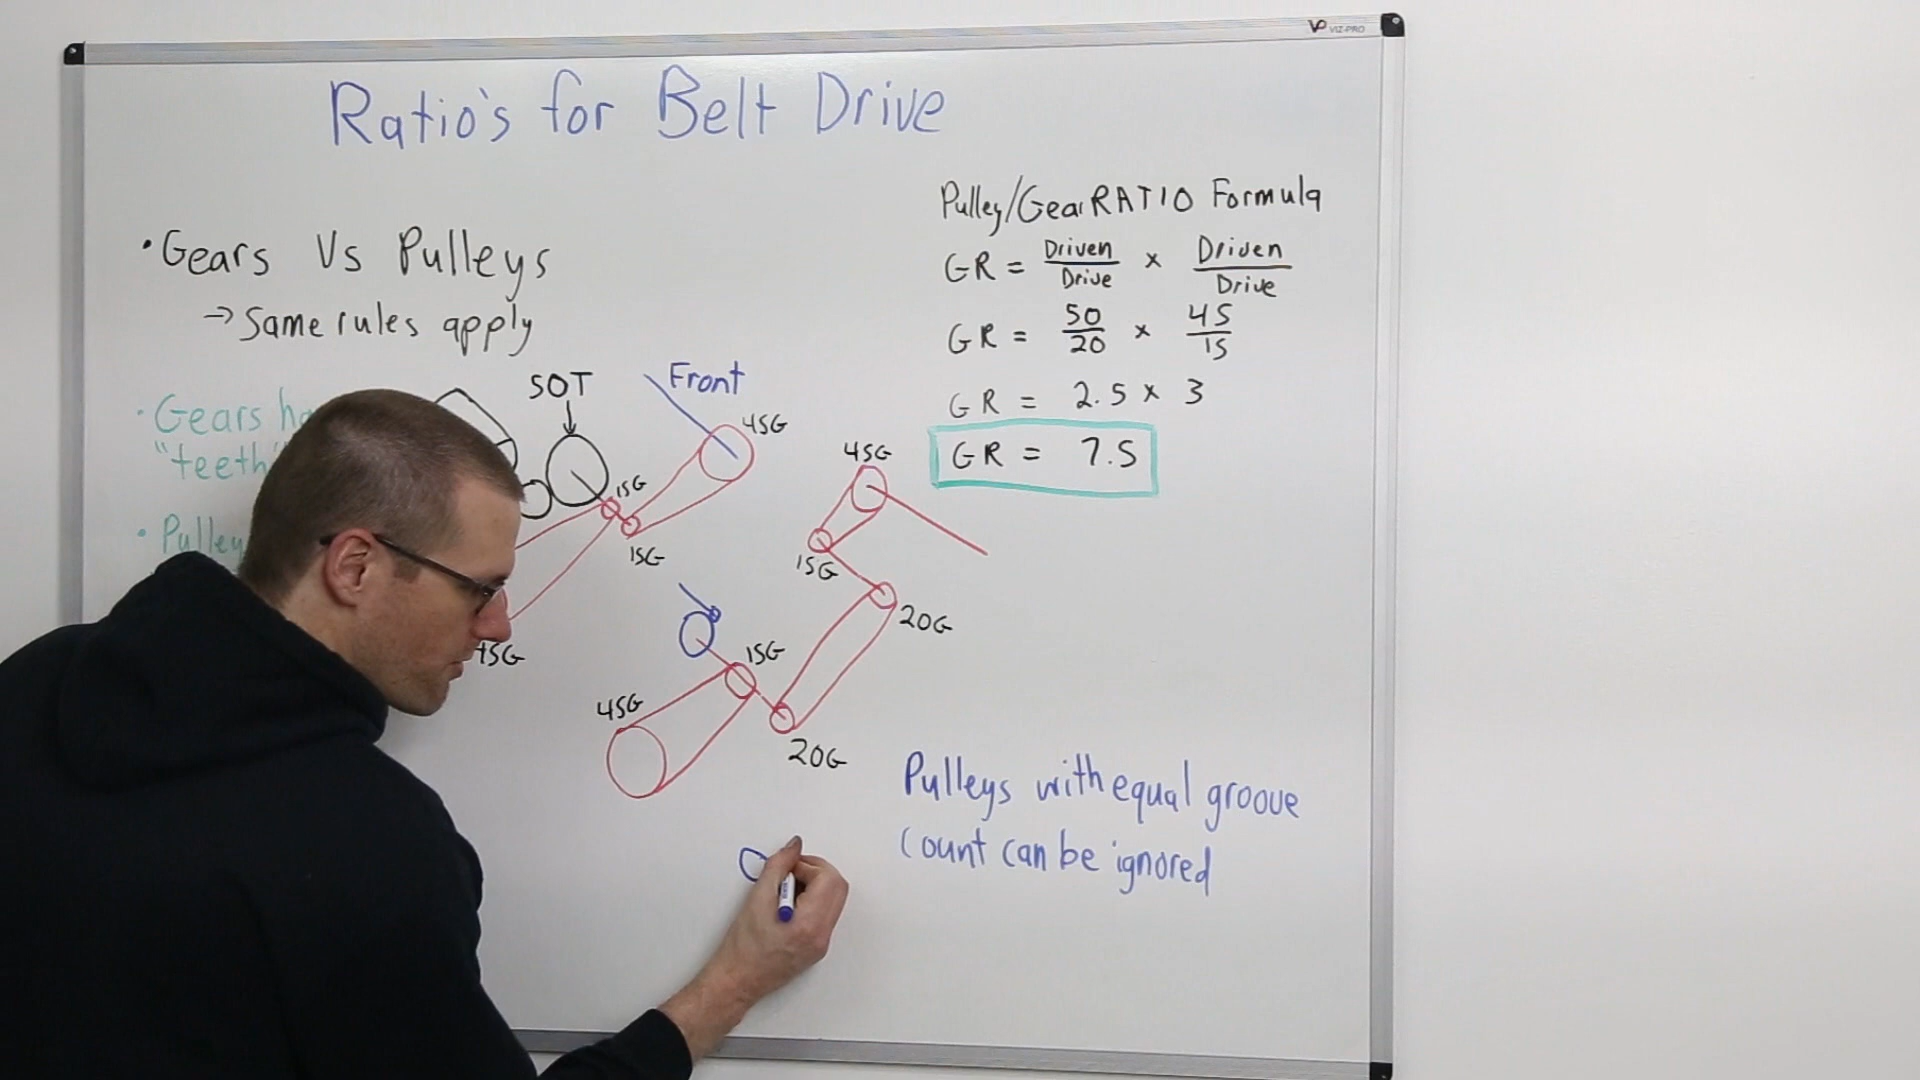 VP VIZ-PRO
Ratio's for Belt Drive
• Gears Vs Pulleys
→ Same rules apply
• Gears
"teeth"
• Pulley
50T
Front
45G
15G
15G
45G
45G
15G
20G
15G
45G
20G
Pulley/Gear RATIO Formula
GR = Driven/Drive × Driven/Drive
GR = 50/20 × 45/15
GR = 2.5 × 3
GR = 7.5
Pulleys with equal groove
count can be ignored